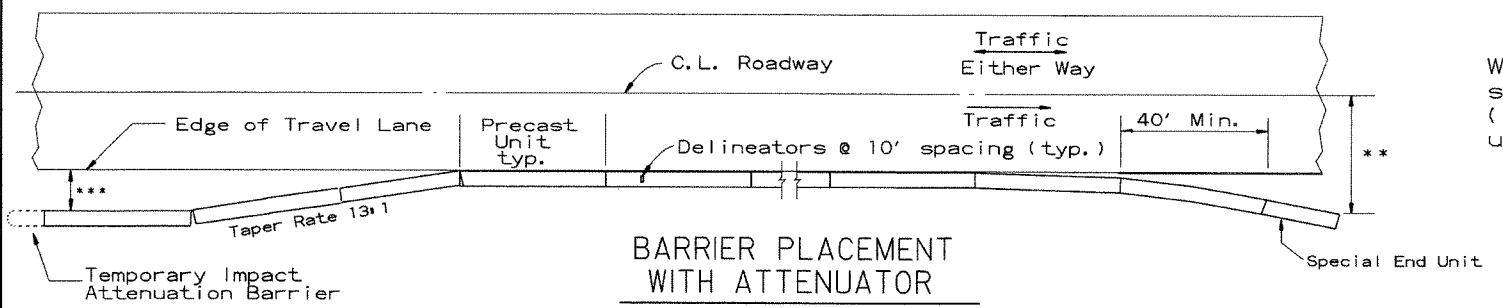 Traffic
Either Way
C.L. Roadway
Traffic
40' Min.
Edge of Travel Lane
Precast
Unit
typ.
Delineators @ 10' spacing (typ.)
**
***
Taper Rate 13:1
BARRIER PLACEMENT
WITH ATTENUATOR
Special End Unit
Temporary Impact
Attenuation Barrier
W
s
(
u